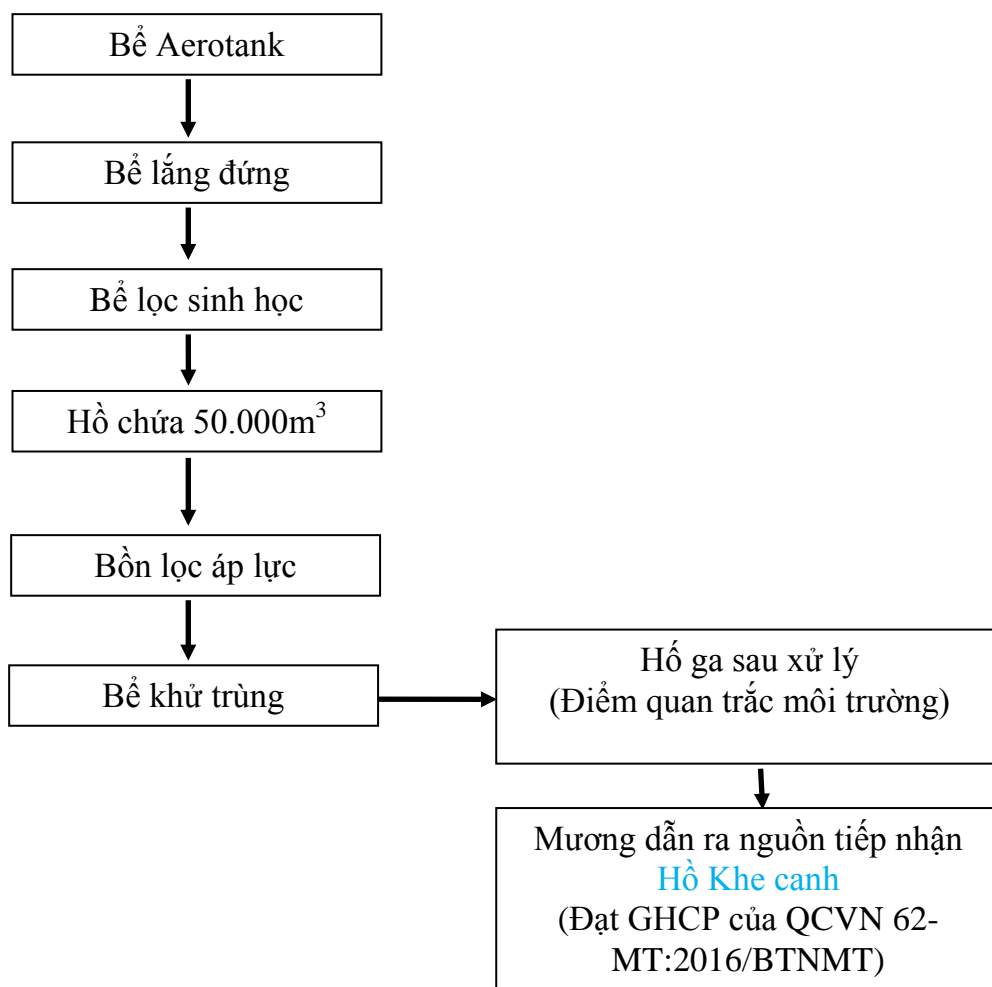 Bể Aerotank
Bể lắng đứng
Bể lọc sinh học
Hồ chứa 50.000m³
Bồn lọc áp lực
Bể khử trùng
Hố ga sau xử lý
(Điểm quan trắc môi trường)
Mương dẫn ra nguồn tiếp nhận
Hồ Khe canh
(Đạt GHCP của QCVN 62-
MT:2016/BTNMT)